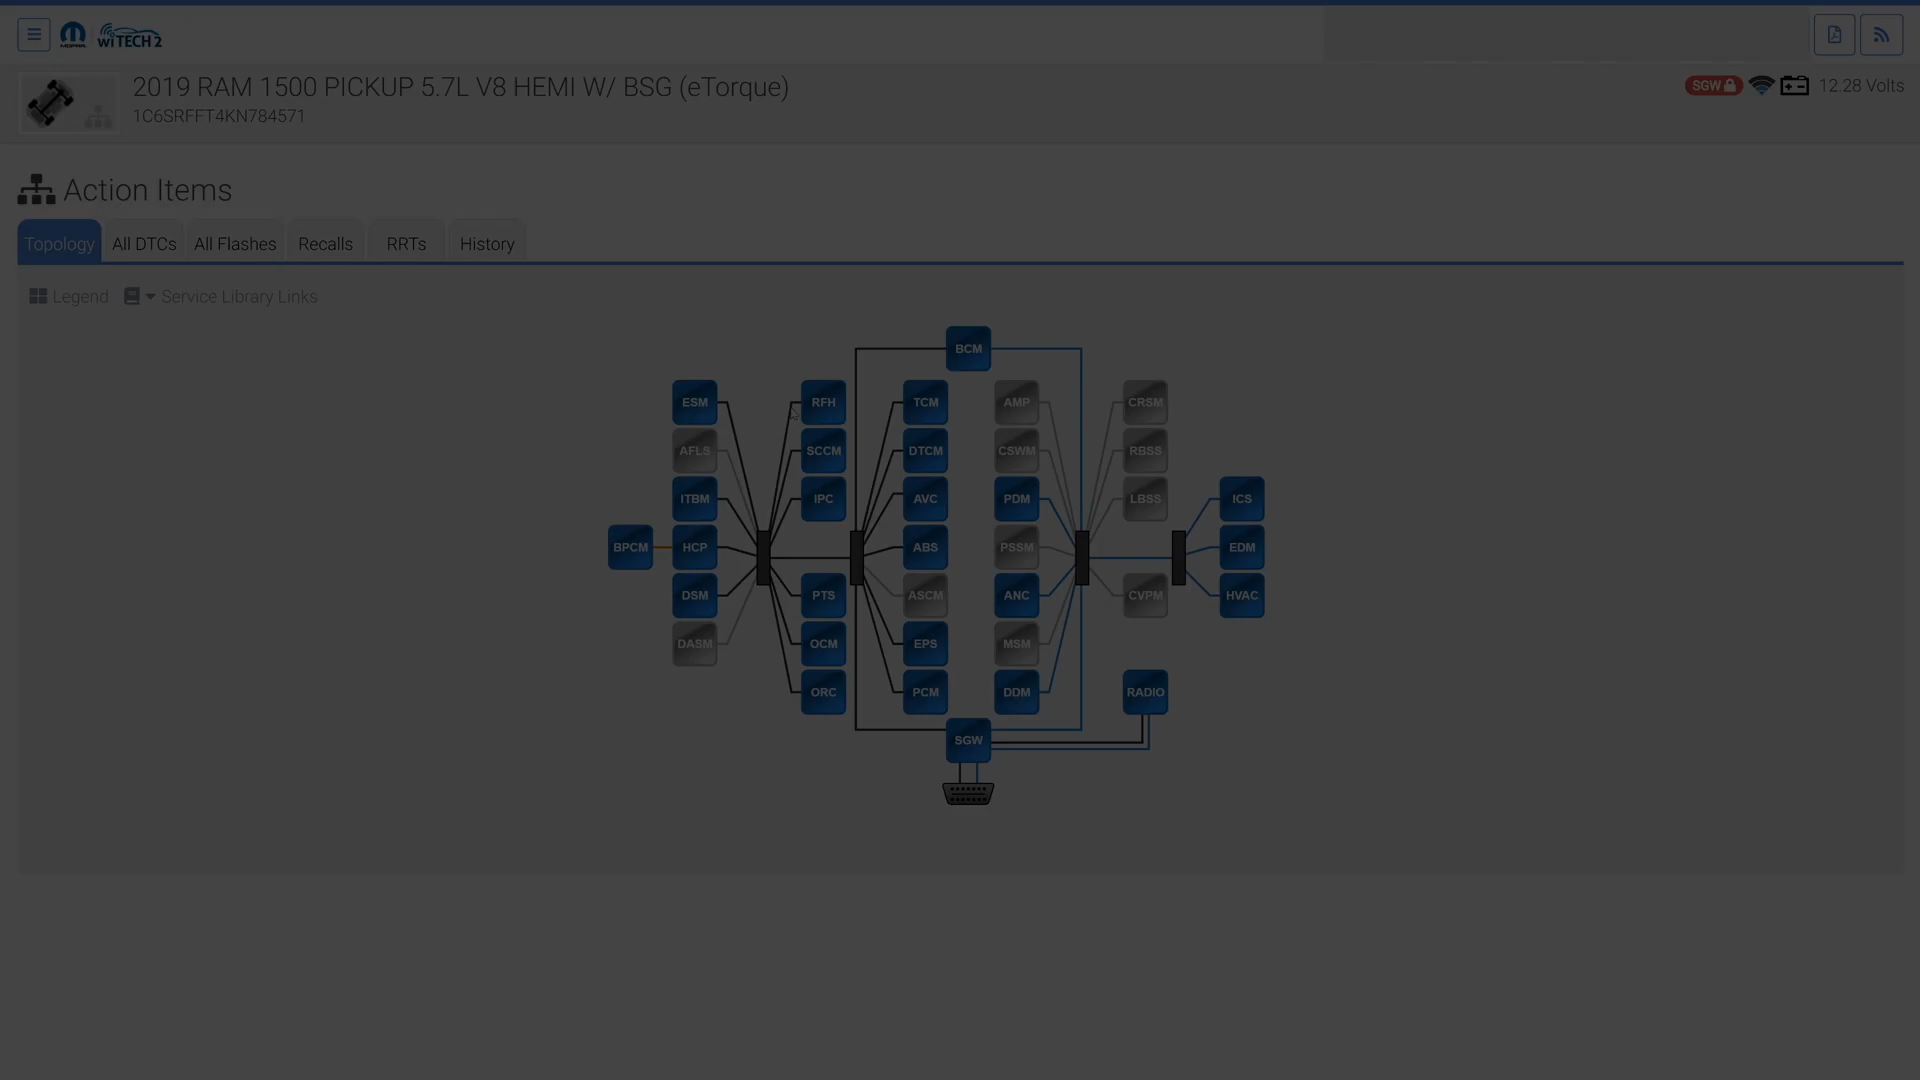 MOPAR wiTECH 2
2019 RAM 1500 PICKUP 5.7L V8 HEMI W/ BSG (eTorque)
1C6SRFFT4KN784571
SGW 12.28 Volts
Action Items
Topology All DTCs All Flashes Recalls RRTs History
Legend Service Library Links
BCM
ESM RFH TCM AMP CRSM
AFLS SCCM DTCM CSWM RBSS
ITBM IPC AVC PDM LBSS ICS
BPCM HCP ABS PSSM EDM
DSM PTS ASCM ANC CVPM HVAC
DASM OCM EPS MSM
ORC PCM DDM RADIO
SGW